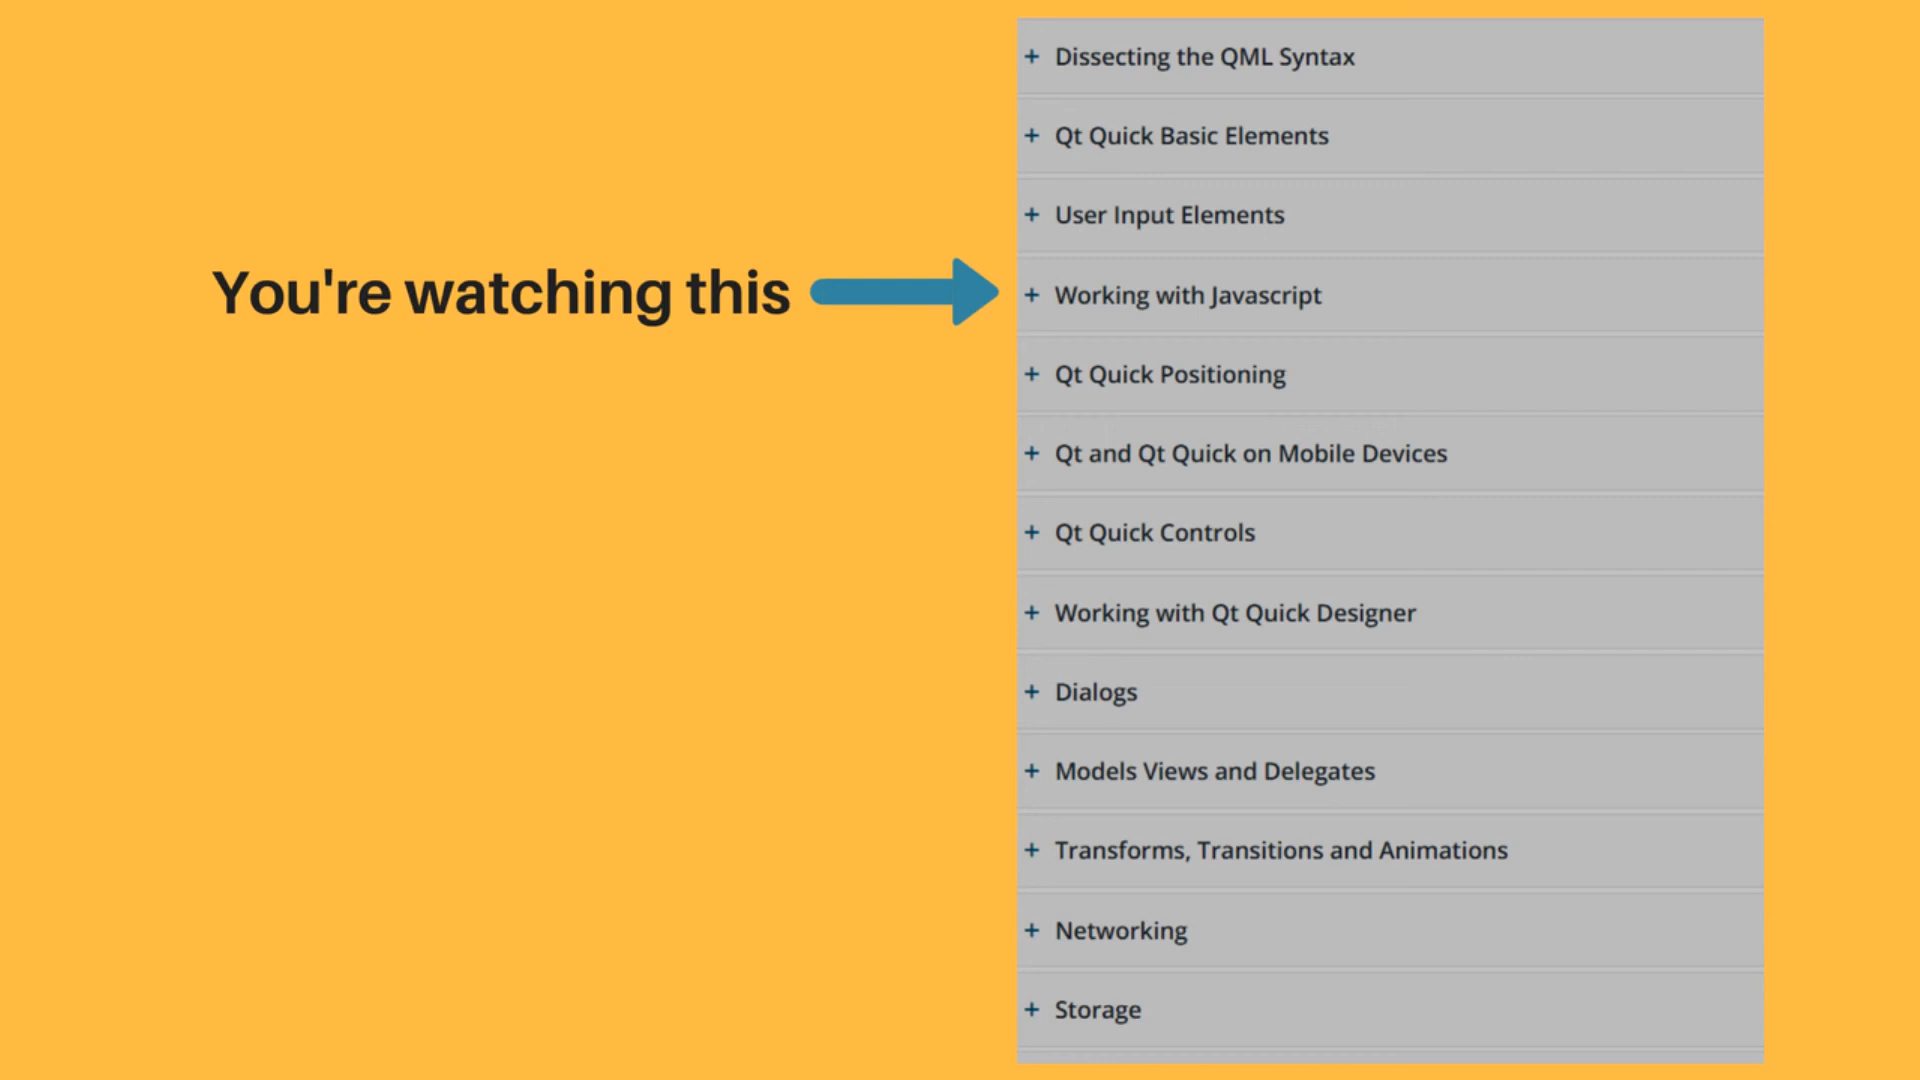 You're watching this
+ Dissecting the QML Syntax
+ Qt Quick Basic Elements
+ User Input Elements
+ Working with Javascript
+ Qt Quick Positioning
+ Qt and Qt Quick on Mobile Devices
+ Qt Quick Controls
+ Working with Qt Quick Designer
+ Dialogs
+ Models Views and Delegates
+ Transforms, Transitions and Animations
+ Networking
+ Storage